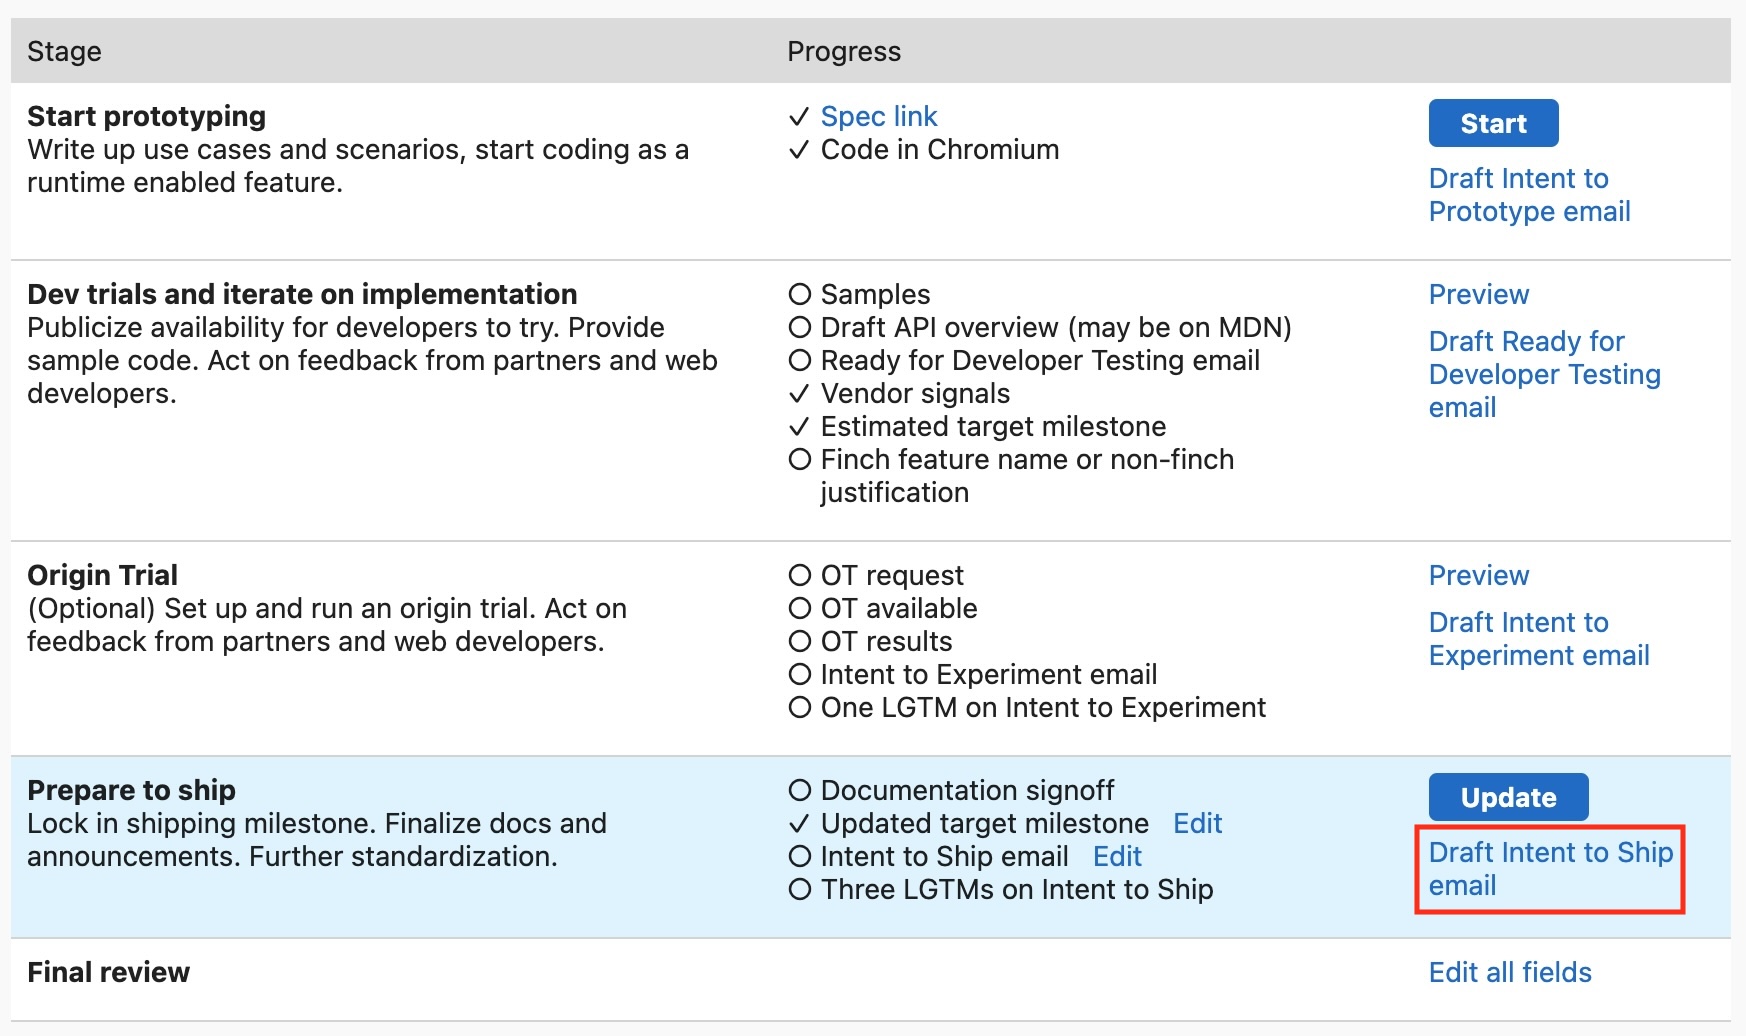 Stage
Progress
Start prototyping
Write up use cases and scenarios, start coding as a
runtime enabled feature.
Spec link
Code in Chromium
Start
Draft Intent to
Prototype email
Dev trials and iterate on implementation
Publicize availability for developers to try. Provide
sample code. Act on feedback from partners and web
developers.
Samples
Draft API overview (may be on MDN)
Ready for Developer Testing email
Vendor signals
Estimated target milestone
Finch feature name or non-finch
justification
Preview
Draft Ready for
Developer Testing
email
Origin Trial
(Optional) Set up and run an origin trial. Act on
feedback from partners and web developers.
OT request
OT available
OT results
Intent to Experiment email
One LGTM on Intent to Experiment
Preview
Draft Intent to
Experiment email
Prepare to ship
Lock in shipping milestone. Finalize docs and
announcements. Further standardization.
Documentation signoff
Updated target milestone Edit
Intent to Ship email Edit
Three LGTMs on Intent to Ship
Update
Draft Intent to Ship
email
Final review
Edit all fields